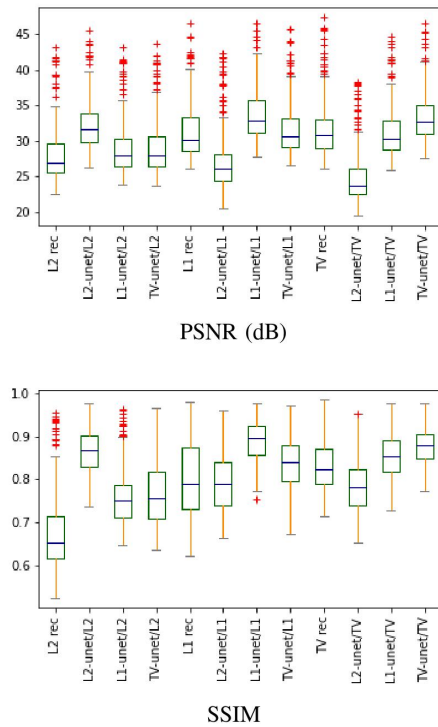 45
40
35
30
25
20
L2 rec
L2-unet/L2
L1-unet/L2
TV-unet/L2
L1 rec
L2-unet/L1
L1-unet/L1
TV-unet/L1
TV rec
L2-unet/TV
L1-unet/TV
TV-unet/TV
PSNR (dB)
1.0
0.9
0.8
0.7
0.6
L2 rec
L2-unet/L2
L1-unet/L2
TV-unet/L2
L1 rec
L2-unet/L1
L1-unet/L1
TV-unet/L1
TV rec
L2-unet/TV
L1-unet/TV
TV-unet/TV
SSIM